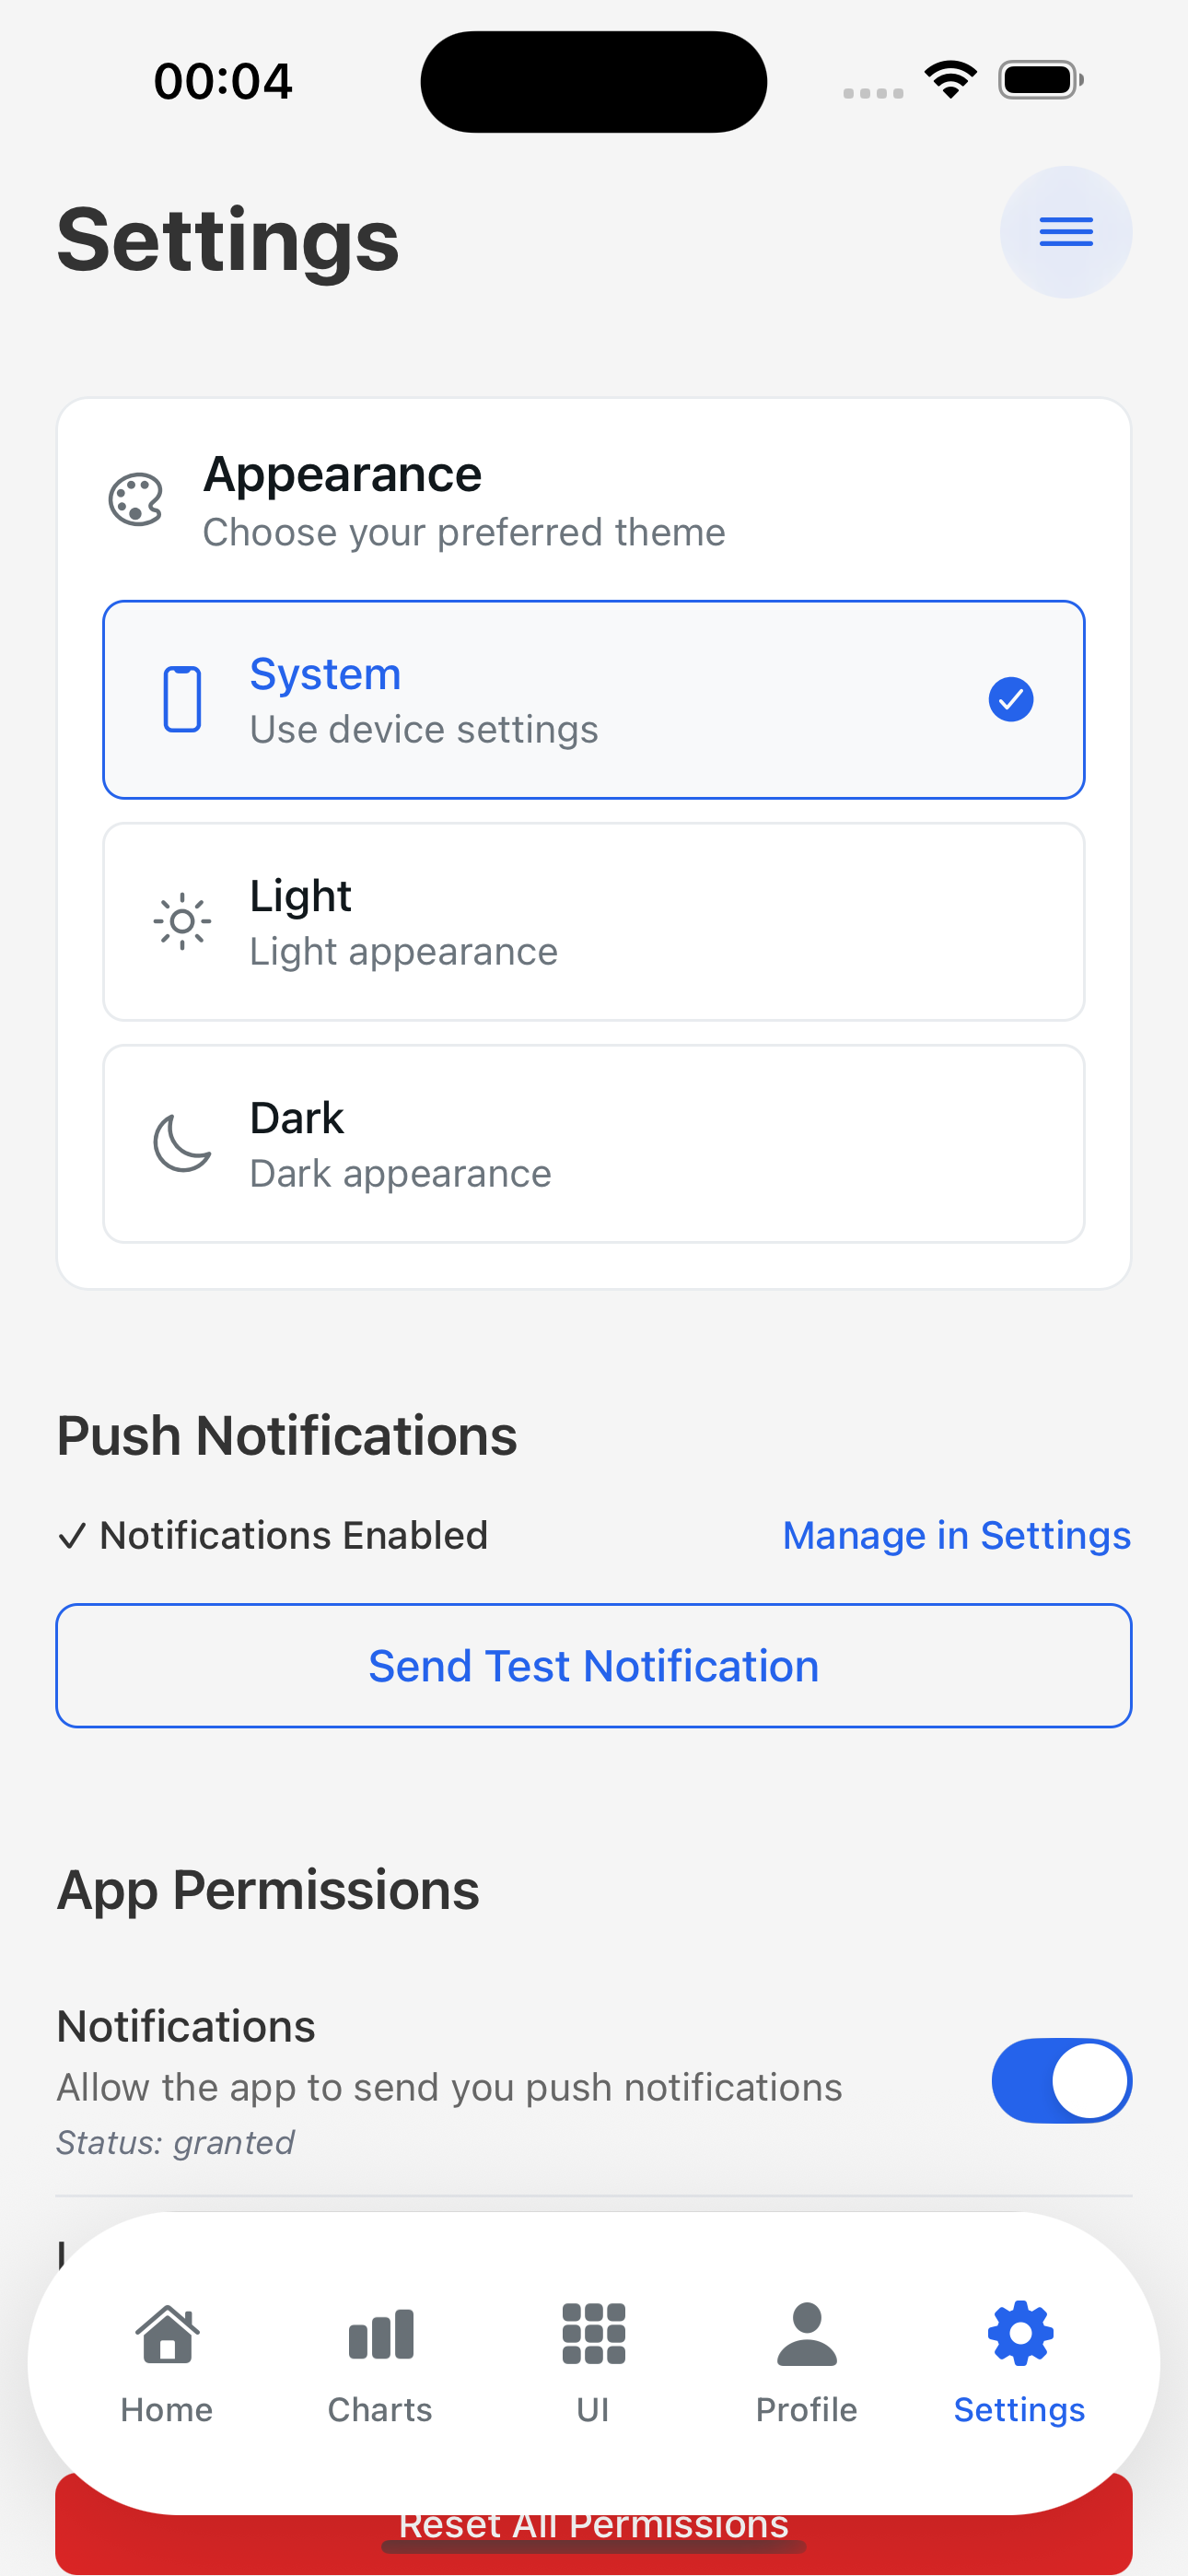 00:04
Settings
Appearance
Choose your preferred theme
System
Use device settings
Light
Light appearance
Dark
Dark appearance
Push Notifications
✓ Notifications Enabled
Manage in Settings
Send Test Notification
App Permissions
Notifications
Allow the app to send you push notifications
Status: granted
Home
Charts
UI
Profile
Settings
Reset All Permissions